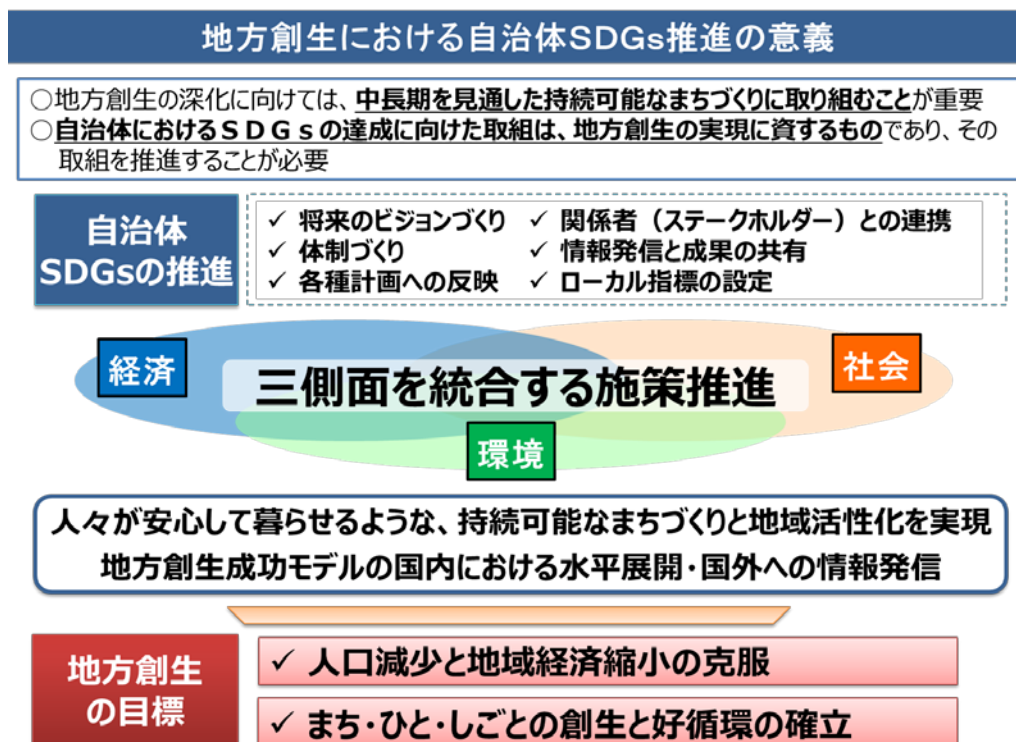 地方創生における自治体SDGs推進の意義
○地方創生の深化に向けては、中長期を見通した持続可能なまちづくりに取り組むことが重要
○自治体におけるＳＤＧｓの達成に向けた取組は、地方創生の実現に資するものであり、その
取組を推進することが必要
自治体
SDGsの推進
✓ 将来のビジョンづくり
✓ 体制づくり
✓ 各種計画への反映
✓ 関係者（ステークホルダー）との連携
✓ 情報発信と成果の共有
✓ ローカル指標の設定
経済
社会
三側面を統合する施策推進
環境
人々が安心して暮らせるような、持続可能なまちづくりと地域活性化を実現
地方創生成功モデルの国内における水平展開・国外への情報発信
地方創生
の目標
✓ 人口減少と地域経済縮小の克服
✓ まち・ひと・しごとの創生と好循環の確立